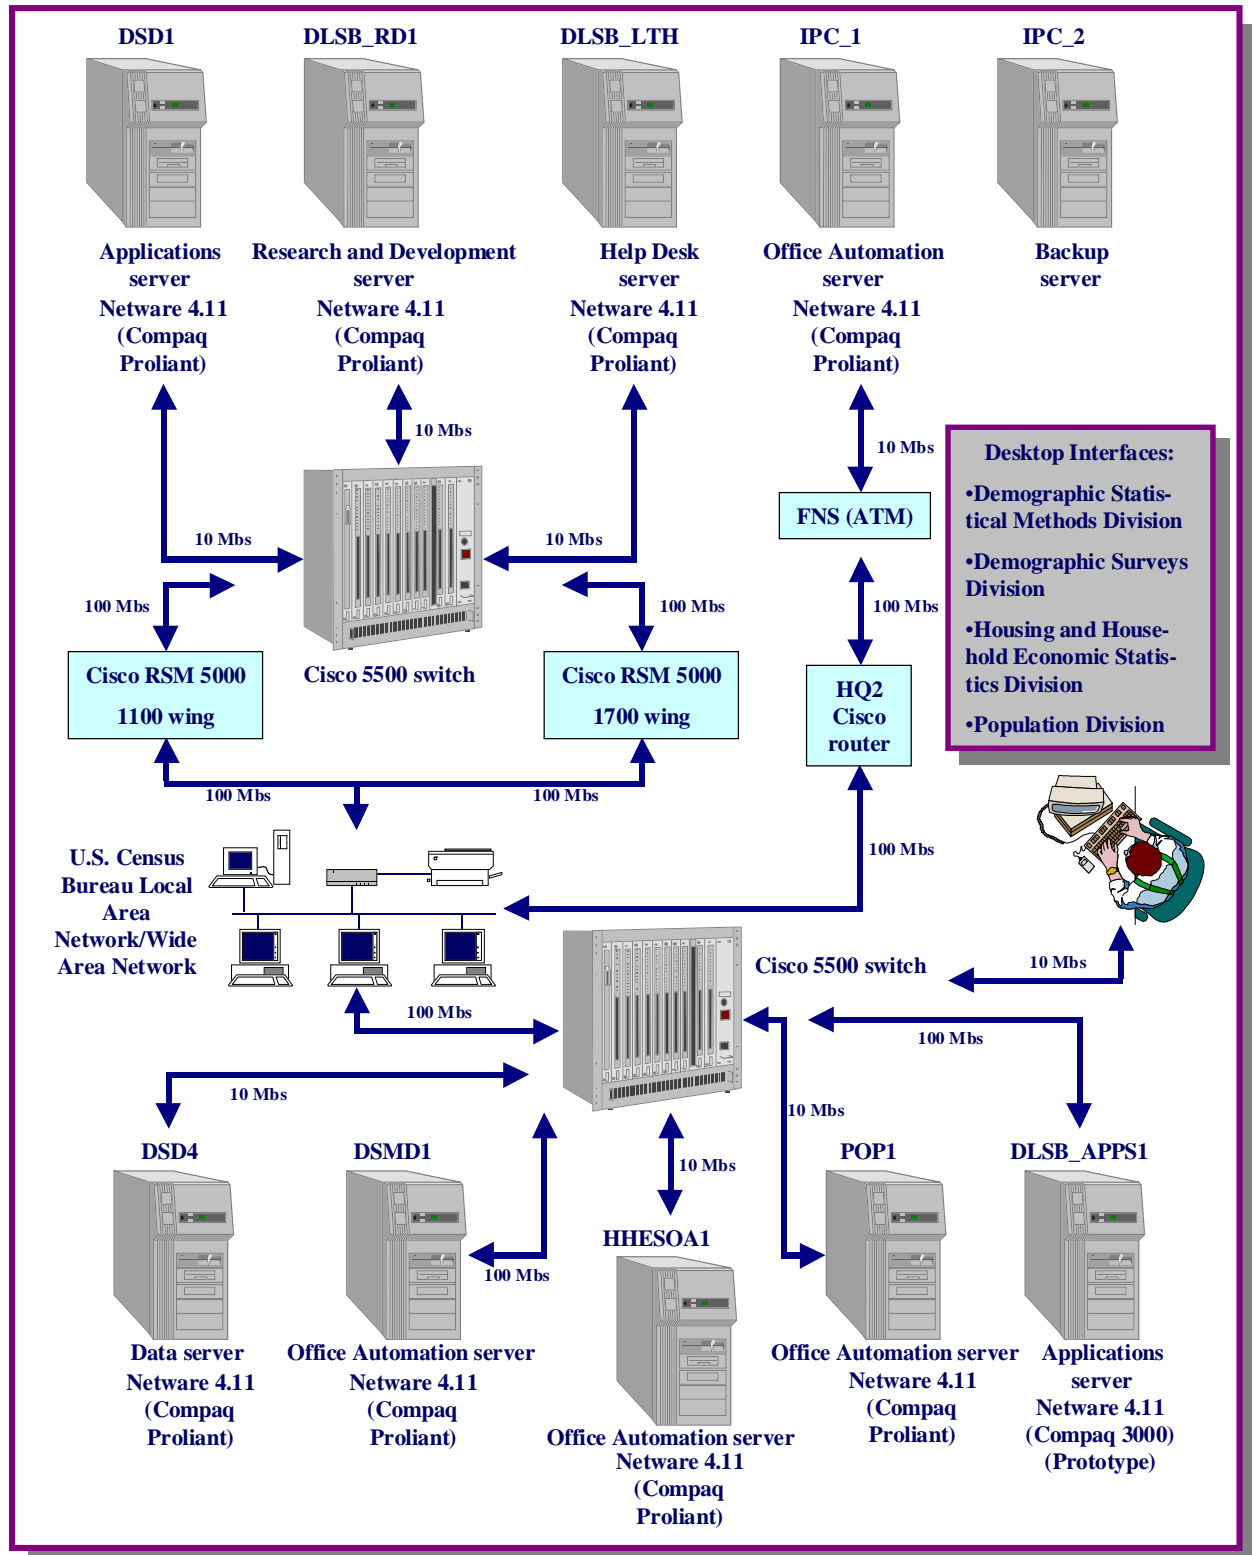 DSD1
DLSB_RD1
DLSB_LTH
IPC_1
IPC_2
Applications
server
Netware 4.11
(Compaq
Proliant)
Research and Development
server
Netware 4.11
(Compaq
Proliant)
Help Desk
server
Netware 4.11
(Compaq
Proliant)
Office Automation
server
Netware 4.11
(Compaq
Proliant)
Backup
server
10 Mbs
10 Mbs
10 Mbs
10 Mbs
FNS (ATM)
100 Mbs
100 Mbs
100 Mbs
Cisco RSM 5000
1100 wing
Cisco 5500 switch
Cisco RSM 5000
1700 wing
HQ2
Cisco
router
Desktop Interfaces:
•Demographic Statis-
tical Methods Division
•Demographic Surveys
Division
•Housing and House-
hold Economic Statis-
tics Division
•Population Division
100 Mbs
100 Mbs
100 Mbs
U.S. Census
Bureau Local
Area
Network/Wide
Area Network
Cisco 5500 switch
10 Mbs
100 Mbs
100 Mbs
10 Mbs
10 Mbs
10 Mbs
100 Mbs
DSD4
DSMD1
HHESOA1
POP1
DLSB_APPS1
Data server
Netware 4.11
(Compaq
Proliant)
Office Automation server
Netware 4.11
(Compaq
Proliant)
Office Automation server
Netware 4.11
(Compaq
Proliant)
Office Automation server
Netware 4.11
(Compaq
Proliant)
Applications
server
Netware 4.11
(Compaq 3000)
(Prototype)